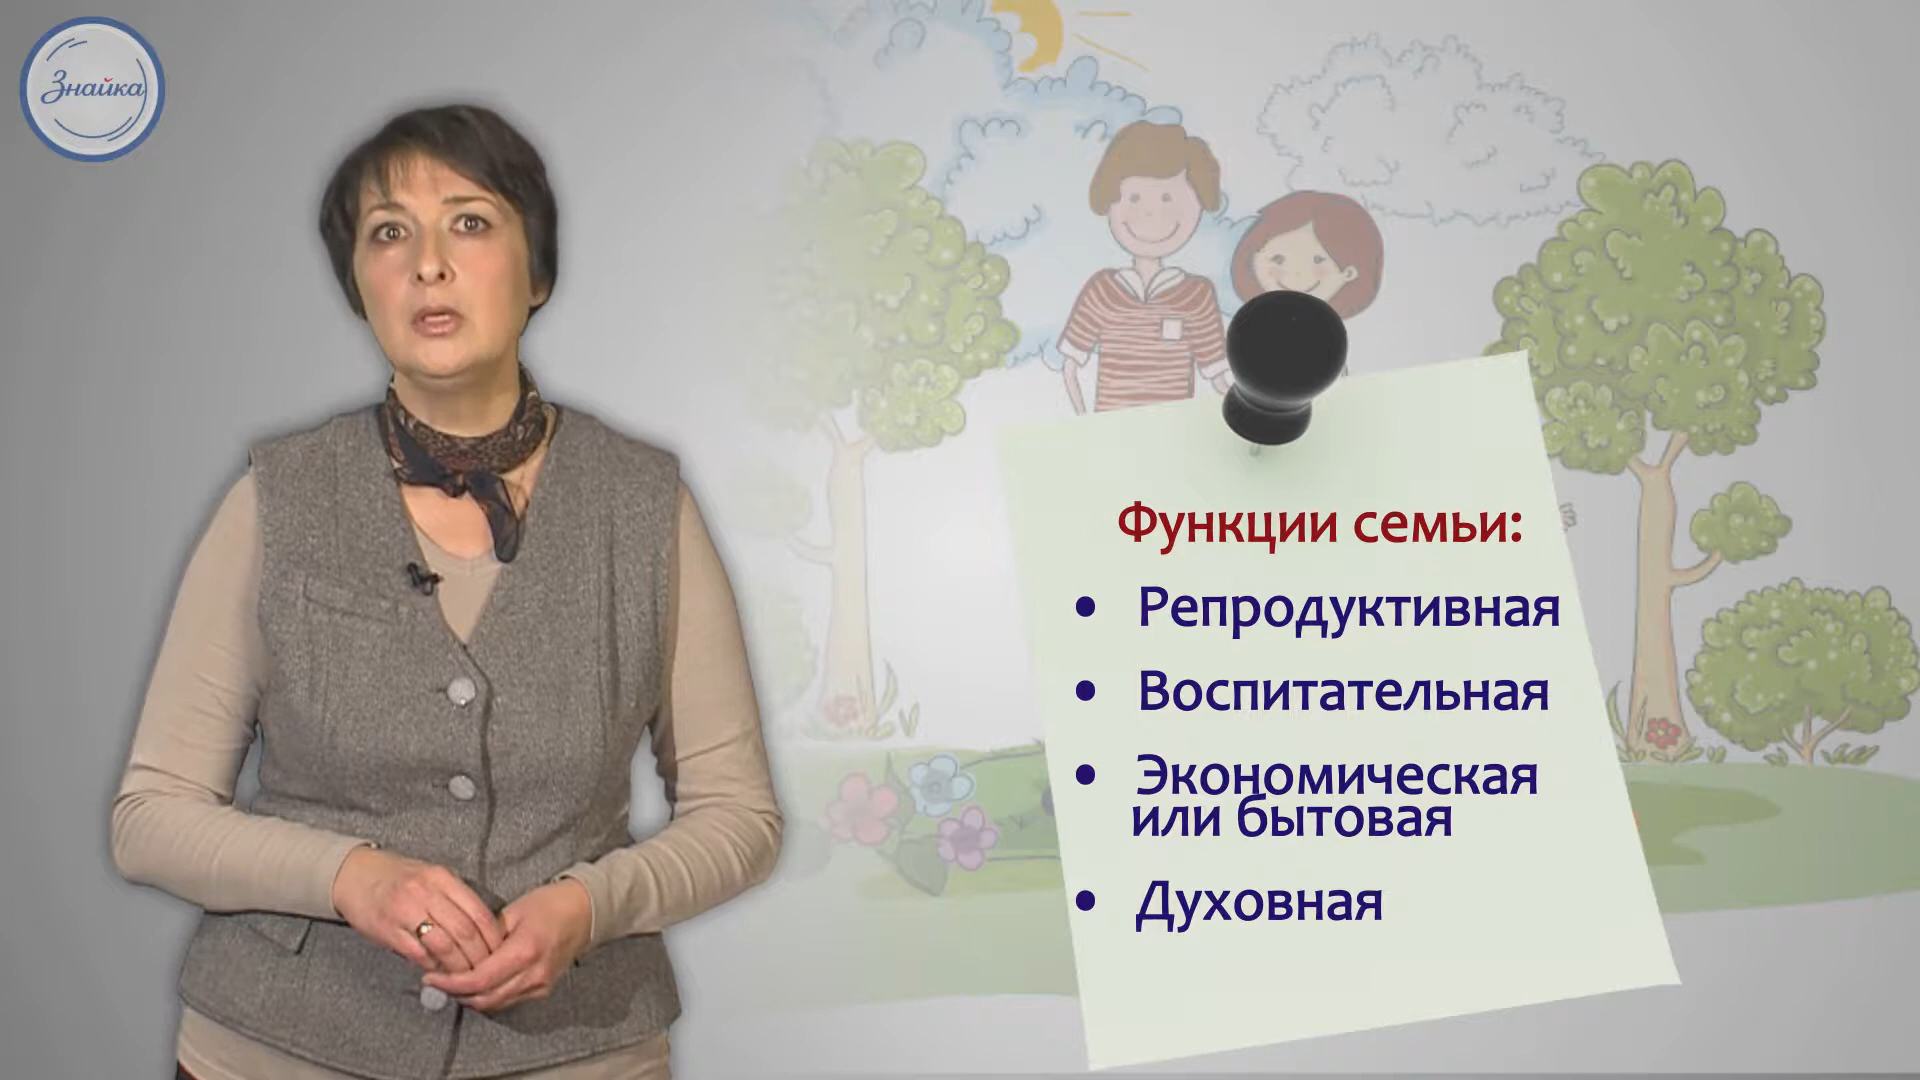 Знайка
Функции семьи:
• Репродуктивная
• Воспитательная
• Экономическая
или бытовая
• Духовная